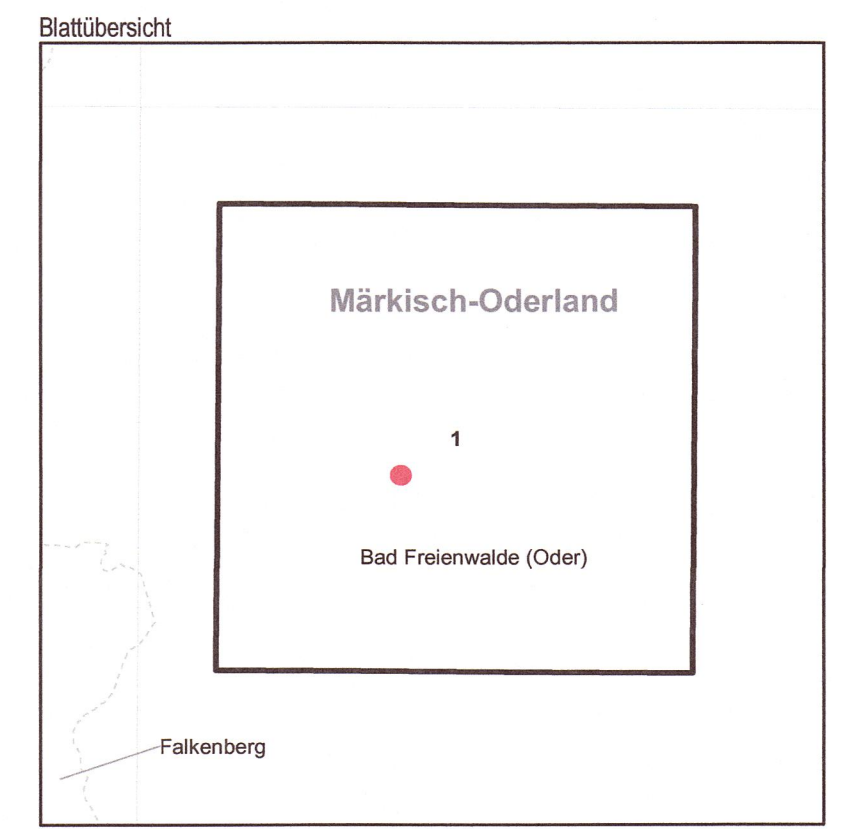 Blattübersicht
Märkisch-Oderland
1
Bad Freienwalde (Oder)
Falkenberg